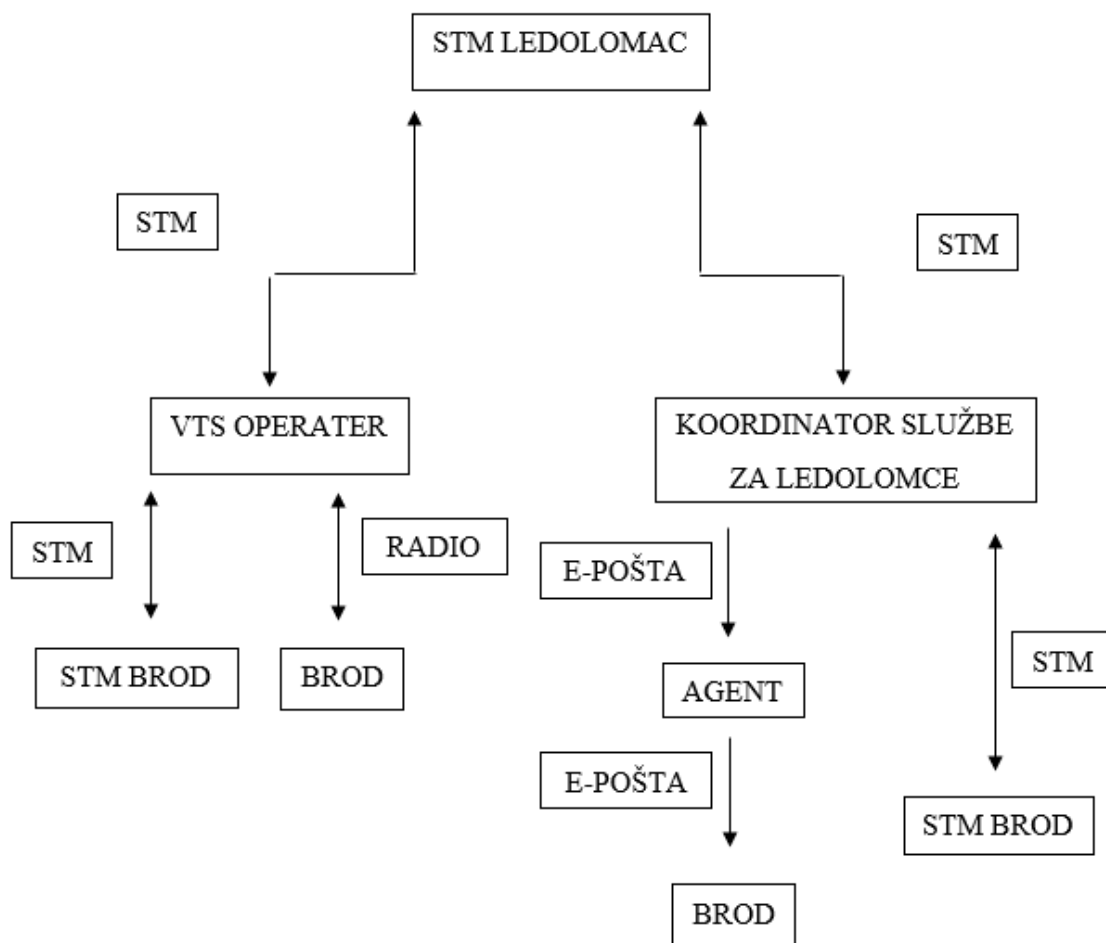 STM LEDOLOMAC
STM
STM
VTS OPERATER
KOORDINATOR SLUŽBE
ZA LEDOLOMCE
STM
RADIO
E-POŠTA
STM BROD
BROD
AGENT
STM
E-POŠTA
STM BROD
BROD